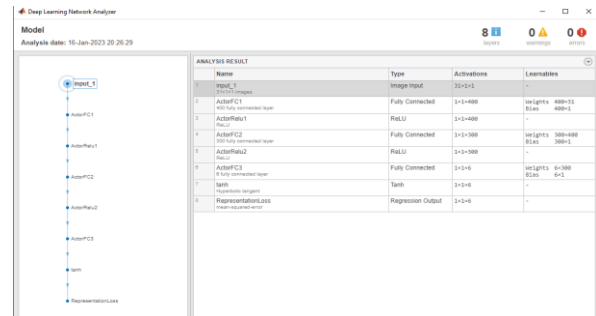 Deep Learning Network Analyzer
Model
Analysis date: 16-Jan-2023 20:26:29
8 layers
0 warnings
0 errors
input_1
ActorFC1
ActorRelu1
ActorFC2
ActorRelu2
ActorFC3
tanh
RepresentationLoss
ANALYSIS RESULT
Name Type Activations Learnables
1 input_1 Image Input 31×1×1 -
31×1×1 images
2 ActorFC1 Fully Connected 1×1×400 Weights 400×31
400 fully connected layer Bias 400×1
3 ActorRelu1 ReLU 1×1×400 -
ReLU
4 ActorFC2 Fully Connected 1×1×300 Weights 300×400
300 fully connected layer Bias 300×1
5 ActorRelu2 ReLU 1×1×300 -
ReLU
6 ActorFC3 Fully Connected 1×1×6 Weights 6×300
6 fully connected layer Bias 6×1
7 tanh Tanh 1×1×6 -
Hyperbolic tangent
8 RepresentationLoss Regression Output 1×1×6 -
mean-squared-error